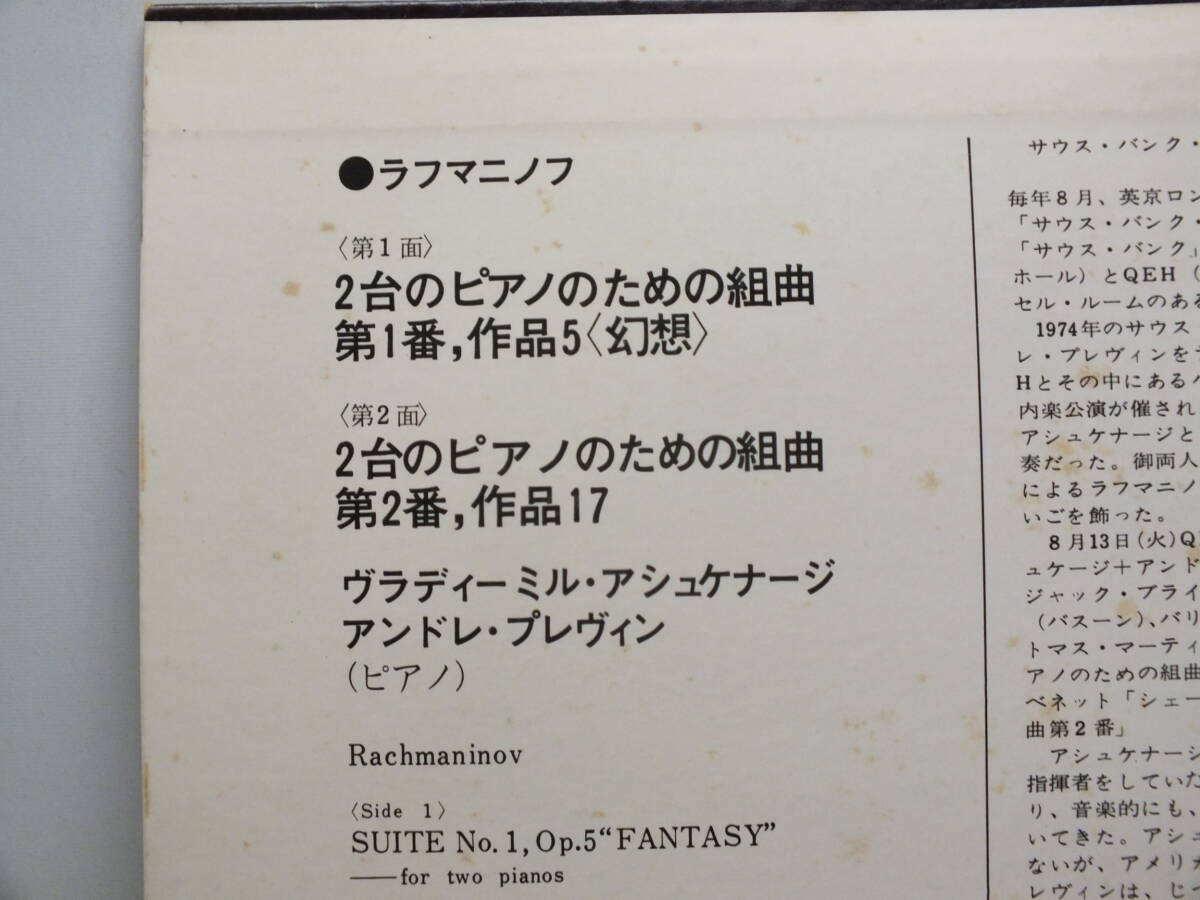 ●ラフマニノフ
〈第1面〉
2台のピアノのための組曲
第1番,作品5〈幻想〉
〈第2面〉
2台のピアノのための組曲
第2番,作品17
ヴラディーミル・アシュケナージ
アンドレ・プレヴィン
(ピアノ)
Rachmaninov
〈Side 1〉
SUITE No.1,Op.5“FANTASY”
——for two pianos
サウス・バンク・
毎年8月、英京ロン
「サウス・バンク・
「サウス・バンク」
ホール)とQEH(
セル・ルームのある
1974年のサウス
レ・プレヴィンを
Hとその中にある
内楽公演が催され
アシュケナージと
奏だった。御両人
によるラフマニノ
いごを飾った。
8月13日(火)Q
ュケージ+アンド
ジャック・ブライ
(バスーン)、バリ
トマス・マーティ
アノのための組曲
ベネット「シェー
曲第2番」
アシュケナージ
指揮者をしていた
り、音楽的にも、
いてきた。アシュ
ないが、アメリカ
レヴィンは、じつ